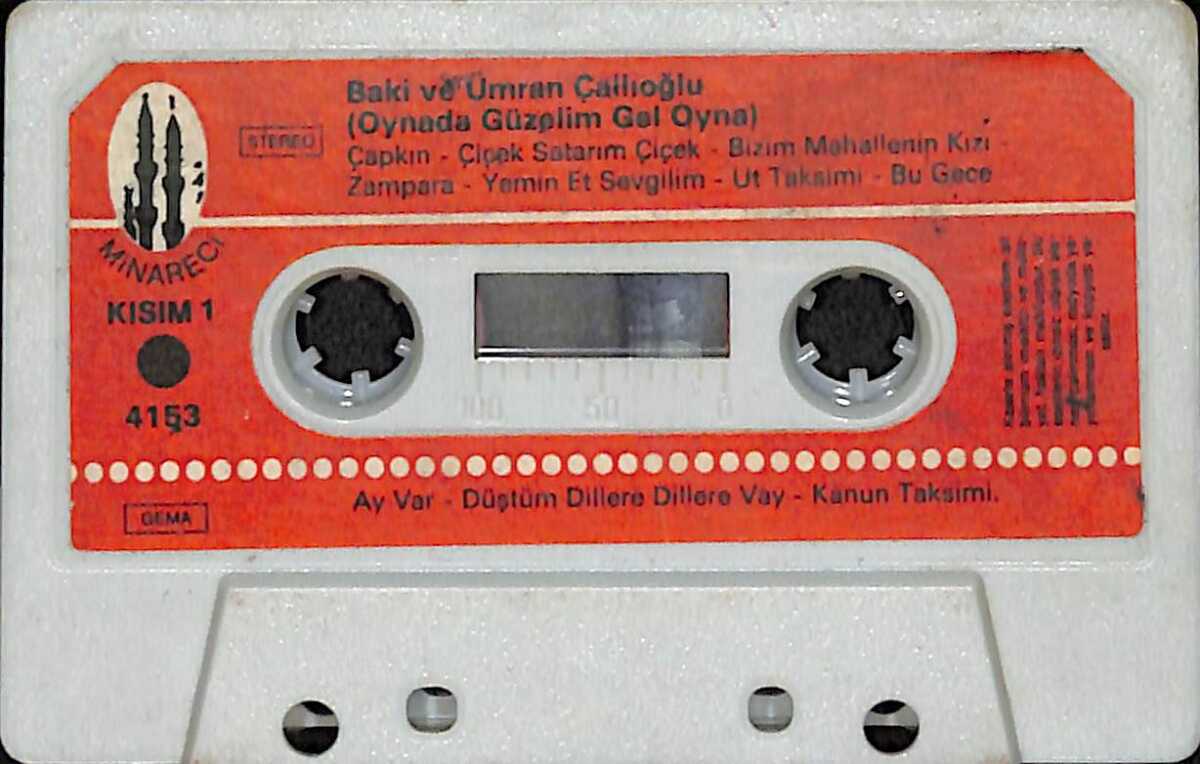 Baki ve Ümran Çallıoğlu
(Oynada Güzelim Gel Oyna)
STEREO
Çapkın - Çiçek Satarım Çiçek - Bizim Mahallenin Kızı -
Zampara - Yemin Et Sevgilim - Ut Taksimi - Bu Gece
MİNARECİ
KISIM 1
4153
100 50 0
Ay Var - Düştüm Dillere Dillere Vay - Kanun Taksimi.
GEMA